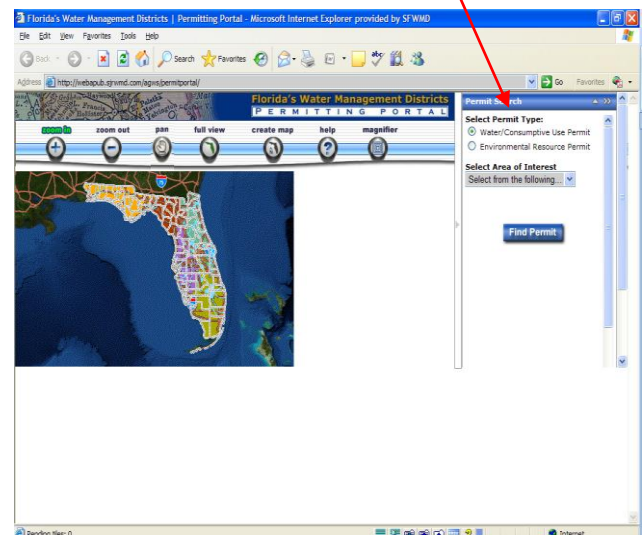 Florida's Water Management Districts | Permitting Portal - Microsoft Internet Explorer provided by SFWMD
File Edit View Favorites Tools Help
Back Search Favorites
Address http://webapub.sjrwmd.com/agws/permitportal/ Go Favorites
Florida's Water Management Districts
PERMITTING PORTAL
zoom in zoom out pan full view create map help magnifier
Permit Search
Select Permit Type:
Water/Consumptive Use Permit
Environmental Resource Permit
Select Area of Interest
Select from the following...
Find Permit
Pending tiles: 0 Internet